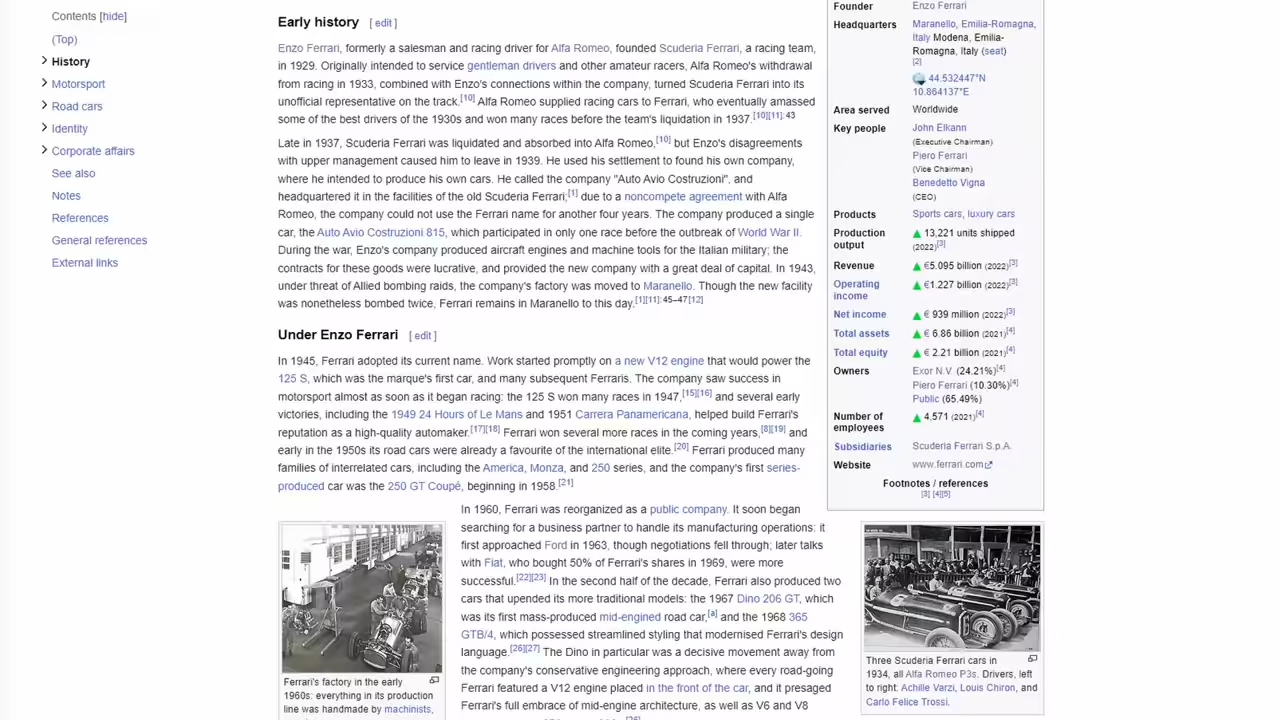 Contents [hide]
(Top)
History
Motorsport
Road cars
Identity
Corporate affairs
See also
Notes
References
General references
External links
Early history [ edit ]
Enzo Ferrari, formerly a salesman and racing driver for Alfa Romeo, founded Scuderia Ferrari, a racing team,
in 1929. Originally intended to service gentleman drivers and other amateur racers, Alfa Romeo's withdrawal
from racing in 1933, combined with Enzo's connections within the company, turned Scuderia Ferrari into its
unofficial representative on the track.[10] Alfa Romeo supplied racing cars to Ferrari, who eventually amassed
some of the best drivers of the 1930s and won many races before the team's liquidation in 1937.[10][11]: 43
Late in 1937, Scuderia Ferrari was liquidated and absorbed into Alfa Romeo,[10] but Enzo's disagreements
with upper management caused him to leave in 1939. He used his settlement to found his own company,
where he intended to produce his own cars. He called the company "Auto Avio Costruzioni", and
headquartered it in the facilities of the old Scuderia Ferrari;[1] due to a noncompete agreement with Alfa
Romeo, the company could not use the Ferrari name for another four years. The company produced a single
car, the Auto Avio Costruzioni 815, which participated in only one race before the outbreak of World War II.
During the war, Enzo's company produced aircraft engines and machine tools for the Italian military; the
contracts for these goods were lucrative, and provided the new company with a great deal of capital. In 1943,
under threat of Allied bombing raids, the company's factory was moved to Maranello. Though the new facility
was nonetheless bombed twice, Ferrari remains in Maranello to this day.[1][11]: 45–47[12]
Under Enzo Ferrari [ edit ]
In 1945, Ferrari adopted its current name. Work started promptly on a new V12 engine that would power the
125 S, which was the marque's first car, and many subsequent Ferraris. The company saw success in
motorsport almost as soon as it began racing: the 125 S won many races in 1947,[15][16] and several early
victories, including the 1949 24 Hours of Le Mans and 1951 Carrera Panamericana, helped build Ferrari's
reputation as a high-quality automaker.[17][18] Ferrari won several more races in the coming years,[8][19] and
early in the 1950s its road cars were already a favourite of the international elite.[20] Ferrari produced many
families of interrelated cars, including the America, Monza, and 250 series, and the company's first series-
produced car was the 250 GT Coupé, beginning in 1958.[21]
In 1960, Ferrari was reorganized as a public company. It soon began
searching for a business partner to handle its manufacturing operations: it
first approached Ford in 1963, though negotiations fell through; later talks
with Fiat, who bought 50% of Ferrari's shares in 1969, were more
successful.[22][23] In the second half of the decade, Ferrari also produced two
cars that upended its more traditional models: the 1967 Dino 206 GT, which
was its first mass-produced mid-engined road car,[a] and the 1968 365
GTB/4, which possessed streamlined styling that modernised Ferrari's design
language.[26][27] The Dino in particular was a decisive movement away from
the company's conservative engineering approach, where every road-going
Ferrari featured a V12 engine placed in the front of the car, and it presaged
Ferrari's full embrace of mid-engine architecture, as well as V6 and V8
Ferrari's factory in the early
1960s: everything in its production
line was handmade by machinists,
Founder Enzo Ferrari
Headquarters Maranello, Emilia-Romagna,
Italy Modena, Emilia-
Romagna, Italy (seat)
[2]
44.532447°N
10.864137°E
Area served Worldwide
Key people John Elkann
(Executive Chairman)
Piero Ferrari
(Vice Chairman)
Benedetto Vigna
(CEO)
Products Sports cars, luxury cars
Production output ▲ 13,221 units shipped
(2022)[3]
Revenue ▲ €5.095 billion (2022)[3]
Operating income ▲ €1.227 billion (2022)[3]
Net income ▲ € 939 million (2022)[3]
Total assets ▲ € 6.86 billion (2021)[4]
Total equity ▲ € 2.21 billion (2021)[4]
Owners Exor N.V. (24.21%)[4]
Piero Ferrari (10.30%)[4]
Public (65.49%)
Number of employees ▲ 4,571 (2021)[4]
Subsidiaries Scuderia Ferrari S.p.A.
Website www.ferrari.com
Footnotes / references
[3] [4][5]
Three Scuderia Ferrari cars in
1934, all Alfa Romeo P3s. Drivers, left
to right: Achille Varzi, Louis Chiron, and
Carlo Felice Trossi.